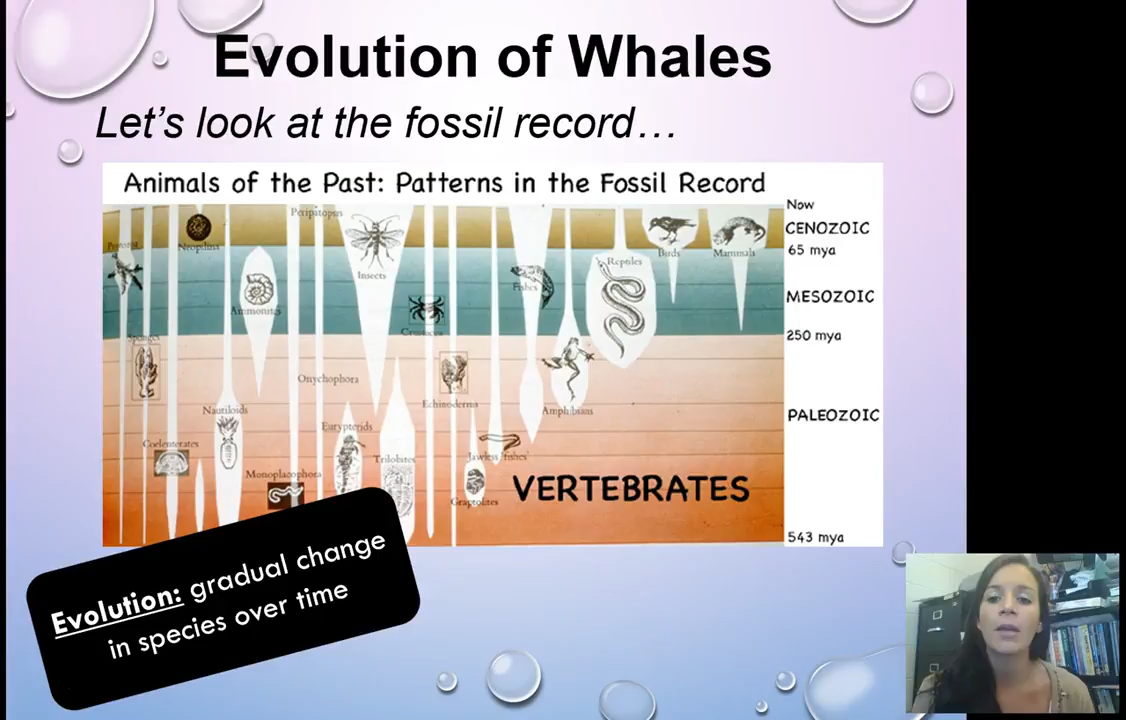 Evolution of Whales
Let's look at the fossil record…
Animals of the Past: Patterns in the Fossil Record
Now
Peripatopus
CENOZOIC
Protozoa
Neopilina
Birds
Mammals
65 mya
Reptiles
Insects
Fishes
MESOZOIC
Ammonites
Crustacea
250 mya
Sponges
Onychophora
Echinoderms
Nautiloids
Amphibians
PALEOZOIC
Eurypterids
Coelenterates
Trilobites
Jawless fishes
Monoplacophora
VERTEBRATES
Graptolites
543 mya
Evolution: gradual change
in species over time